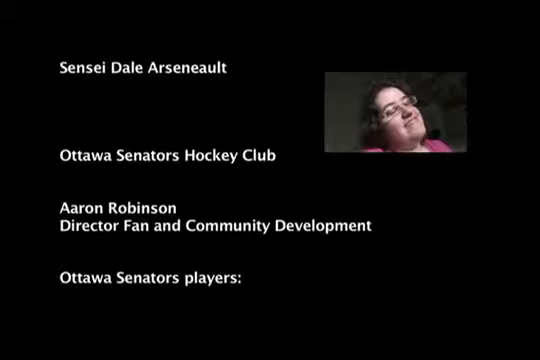 Sensei Dale Arseneault
Ottawa Senators Hockey Club
Aaron Robinson
Director Fan and Community Development
Ottawa Senators players: